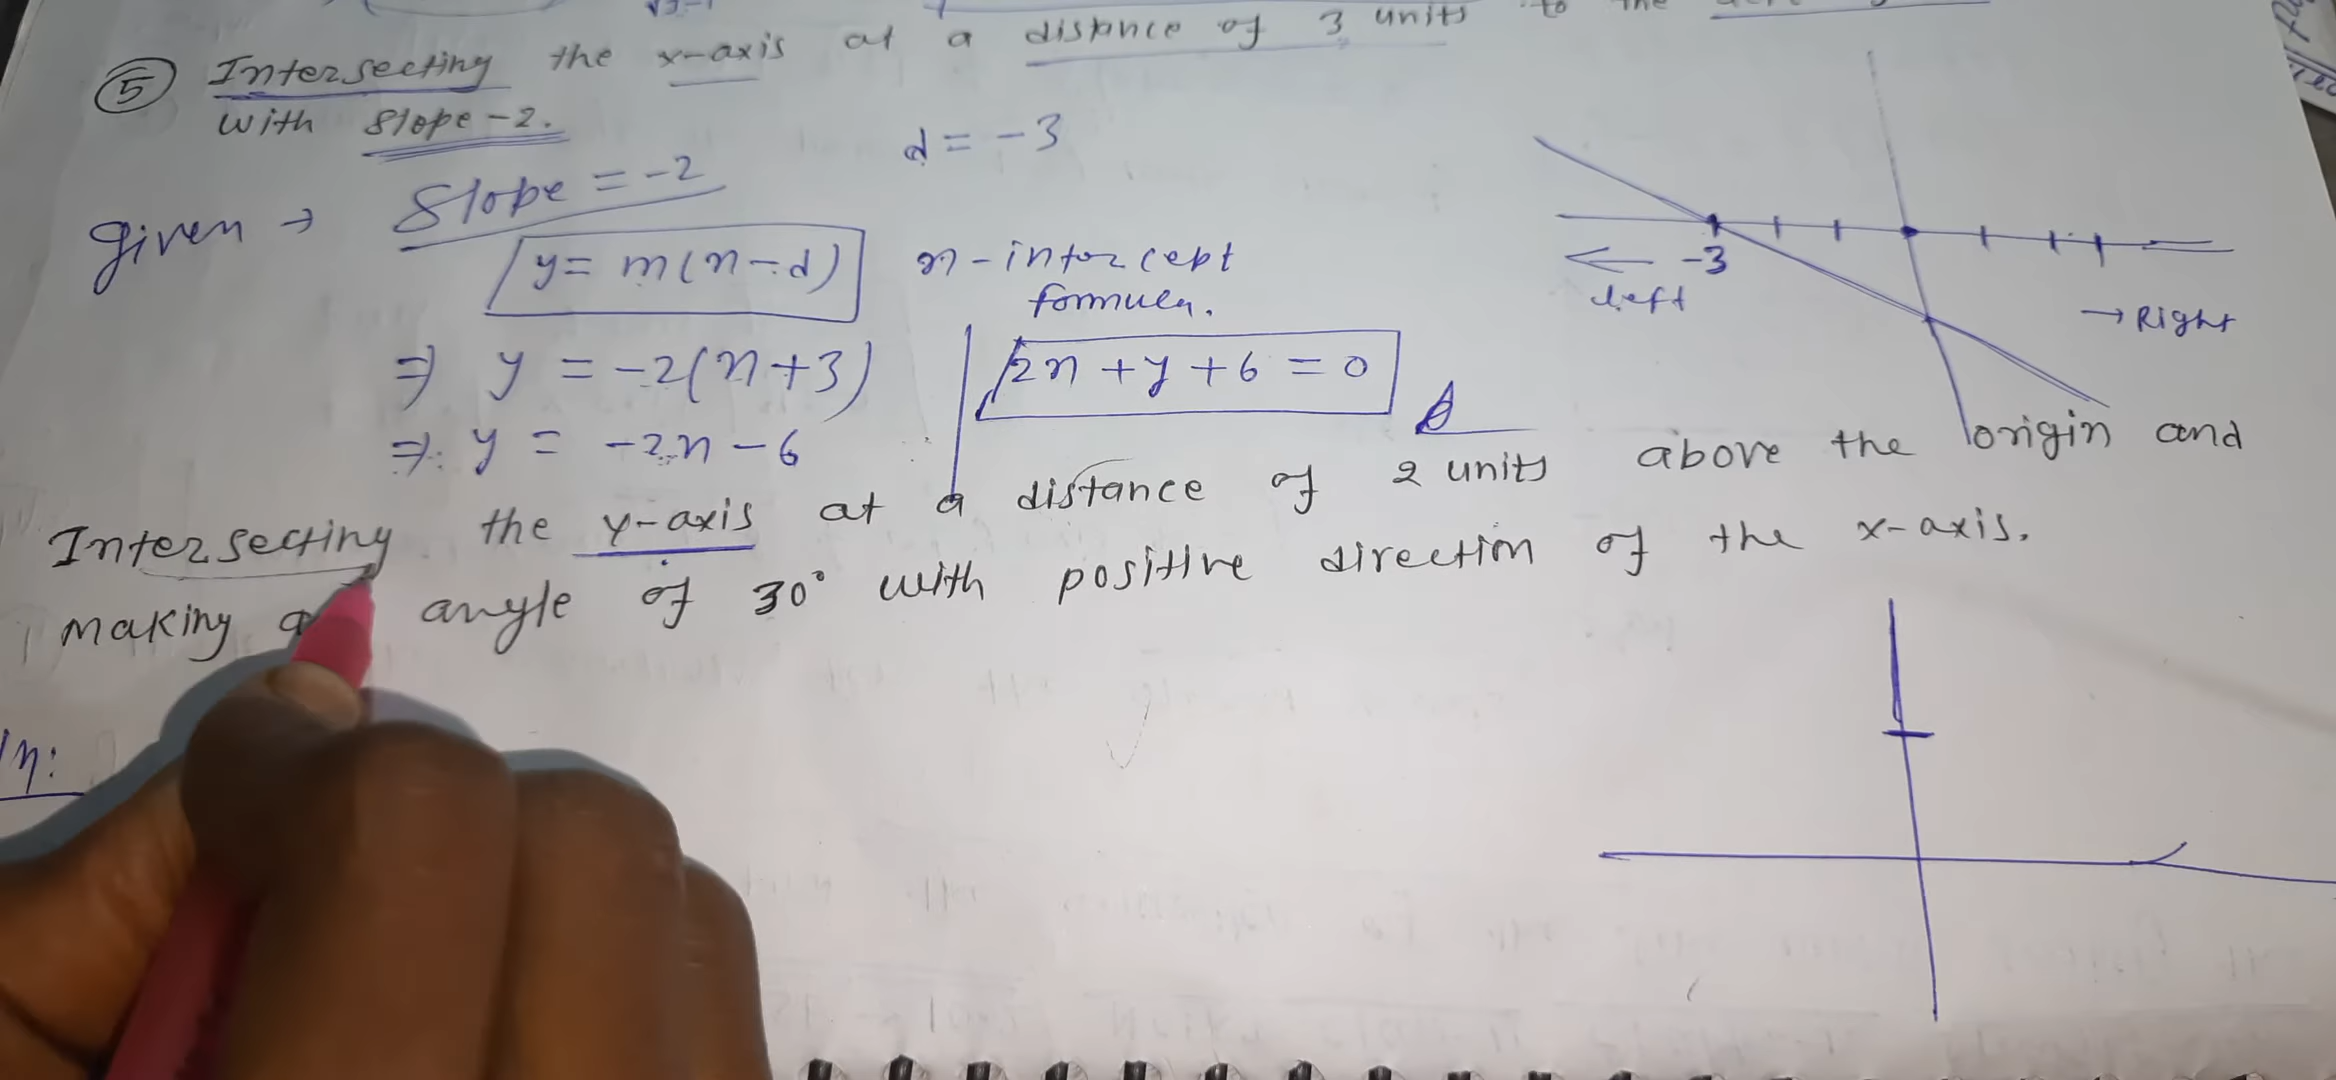 ⑤ Intersecting the x-axis at a distance of 3 units to the
with slope -2.
d = -3
Given → Slope = -2
y = m(x-d) x-intercept
formula.
⇒ y = -2(x+3)
2x + y + 6 = 0
⇒ y = -2x - 6
-3
left
→ Right
Intersecting the y-axis at a distance of 2 units above the origin and
making angle of 30° with positive direction of the x-axis.